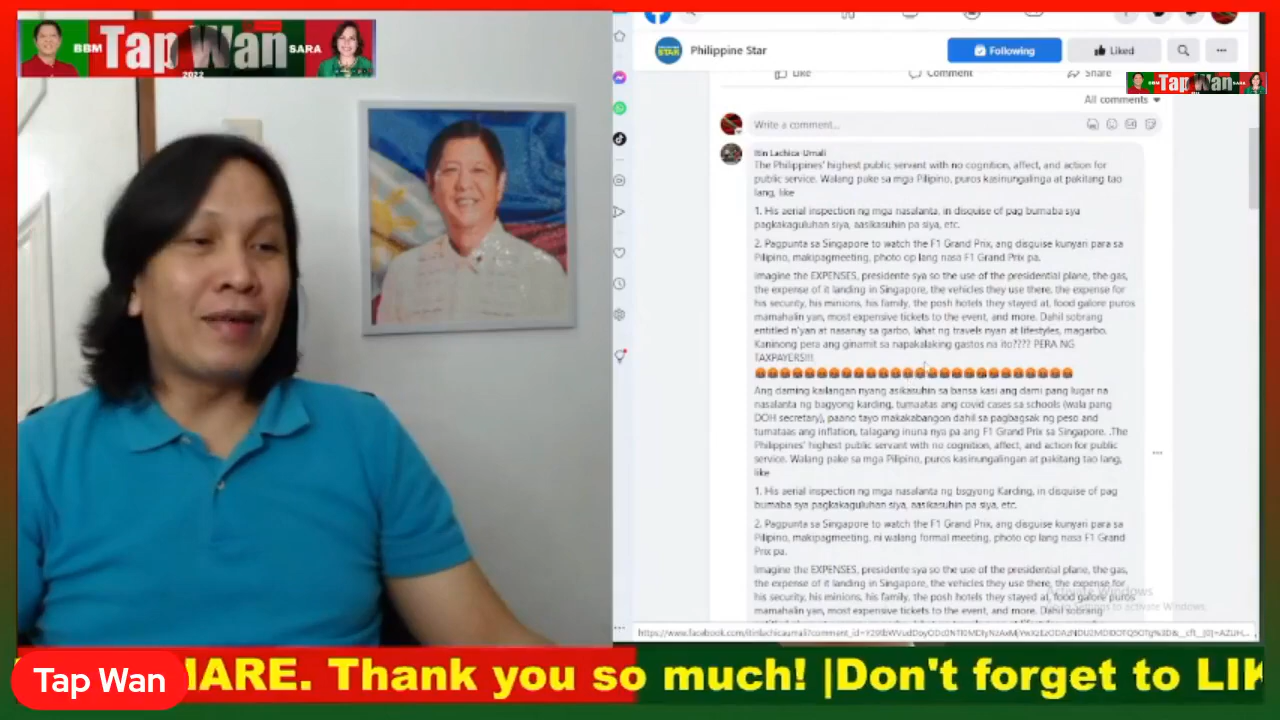 BBM Tap Wan SARA
2022
Philippine Star
Following
Liked
Like
Comment
Share
BBM Tap Wan SARA
All comments
Write a comment...
Itin Lachica-Umali
The Philippines' highest public servant with no cognition, affect, and action for
public service. Walang pake sa mga Pilipino, puros kasinungalinga at pakitang tao
lang, like
1. His aerial inspection ng mga nasalanta, in disquise of pag bumaba sya
pagkakaguluhan siya, aasikasuhin pa siya, etc.
2. Pagpunta sa Singapore to watch the F1 Grand Prix, ang disguise kunyari para sa
Pilipino, makipagmeeting, photo op lang nasa F1 Grand Prix pa.
Imagine the EXPENSES, presidente sya so the use of the presidential plane, the gas,
the expense of it landing in Singapore, the vehicles they use there, the expense for
his security, his minions, his family, the posh hotels they stayed at, food galore puros
mamahalin yan, most expensive tickets to the event, and more. Dahil sobrang
entitled n'yan at nasanay sa garbo, lahat ng travels nyan at lifestyles, magarbo.
Kaninong pera ang ginamit sa napakalaking gastos na ito???? PERA NG
TAXPAYERS!!!
Ang daming kailangan nyang asikasuhin sa bansa kasi ang dami pang lugar na
nasalanta ng bagyong karding, tumaatas ang covid cases sa schools (wala pang
DOH secretary), paano tayo makakabangon dahil sa pagbagsak ng peso and
tumataas ang inflation, talagang inuna nya pa ang F1 Grand Prix sa Singapore. .The
Philippines' highest public servant with no cognition, affect, and action for public
service. Walang pake sa mga Pilipino, puros kasinungalingan at pakitang tao lang,
like
1. His aerial inspection ng mga nasalanta ng bsgyong Karding, in disguise of pag
bumaba sya pagkakaguluhan siya, aasikasuhin pa siya, etc.
2. Pagpunta sa Singapore to watch the F1 Grand Prix, ang disguise kunyari para sa
Pilipino, makipagmeeting, ni walang formal meeting, photo op lang nasa F1 Grand
Prix pa.
Imagine the EXPENSES, presidente sya so the use of the presidential plane, the gas,
the expense of it landing in Singapore, the vehicles they use there, the expense for
his security, his minions, his family, the posh hotels they stayed at, food galore puros
mamahalin yan, most expensive tickets to the event, and more. Dahil sobrang
Activate Windows
to activate Windows.
Tap Wan
HARE. Thank you so much! |Don't forget to LIK